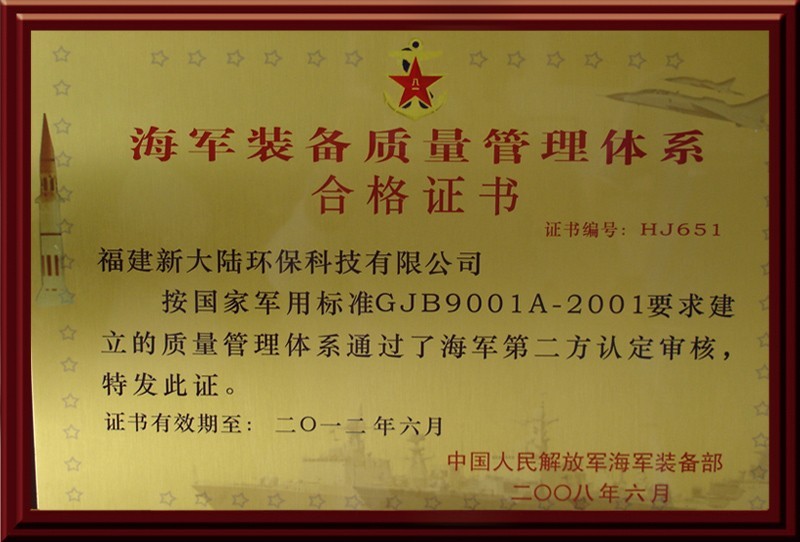 八一
海军装备质量管理体系
合格证书
证书编号：HJ651
福建新大陆环保科技有限公司
按国家军用标准GJB9001A-2001要求建
立的质量管理体系通过了海军第二方认定审核，
特发此证。
证书有效期至：二〇一二年六月
中国人民解放军海军装备部
二〇〇八年六月